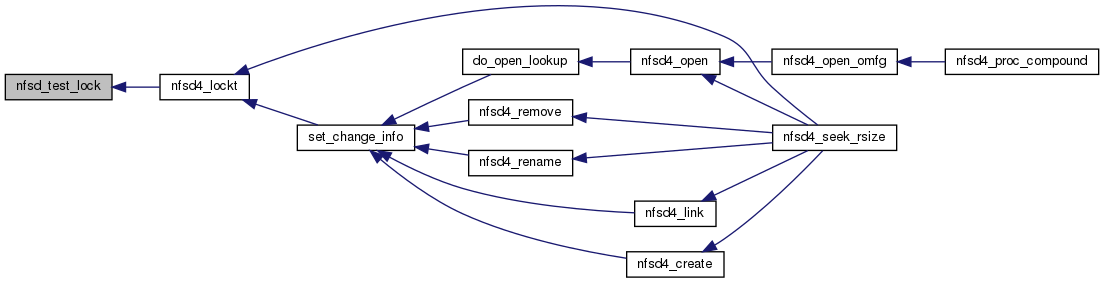 nfsd_test_lock
nfsd4_lockt
set_change_info
do_open_lookup
nfsd4_open
nfsd4_open_omfg
nfsd4_proc_compound
nfsd4_remove
nfsd4_seek_rsize
nfsd4_rename
nfsd4_link
nfsd4_create